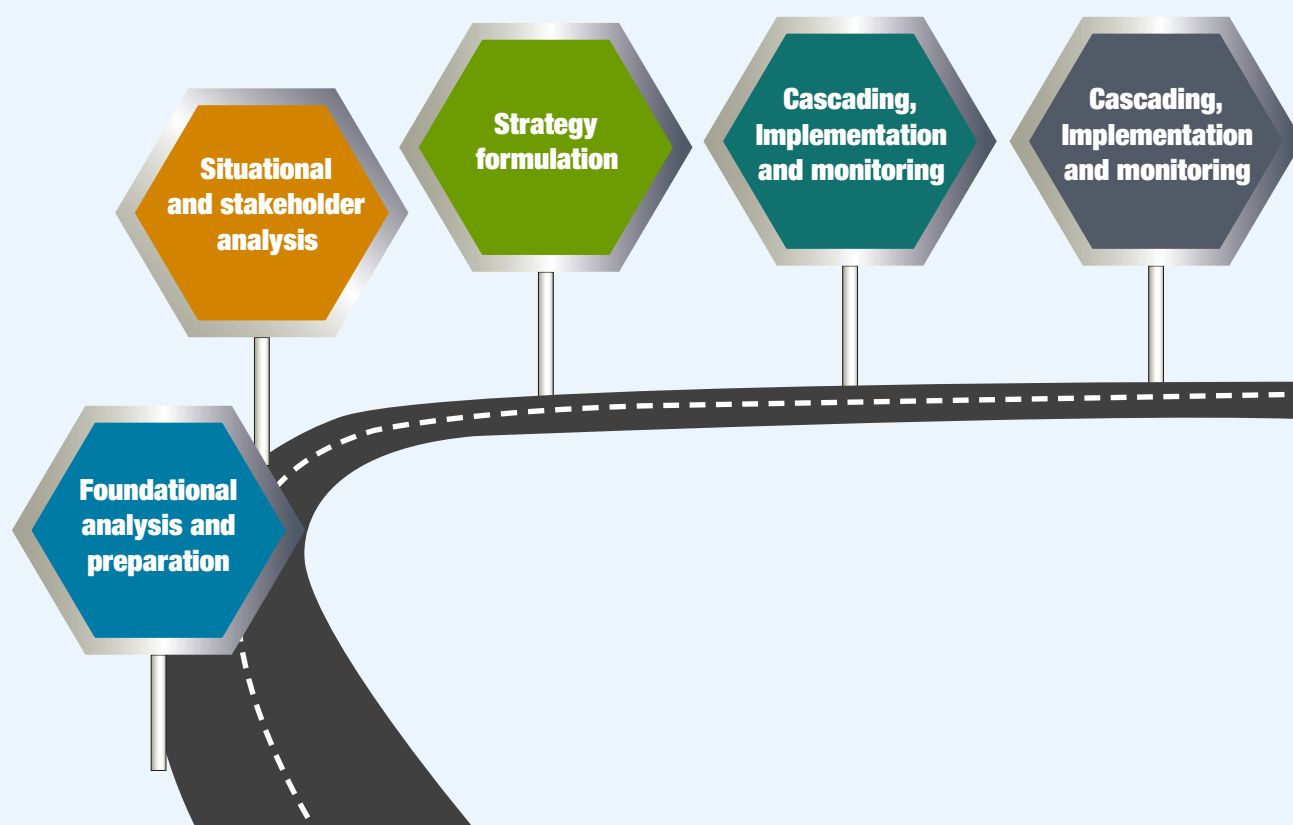 Foundational
analysis and
preparation
Situational
and stakeholder
analysis
Strategy
formulation
Cascading,
Implementation
and monitoring
Cascading,
Implementation
and monitoring